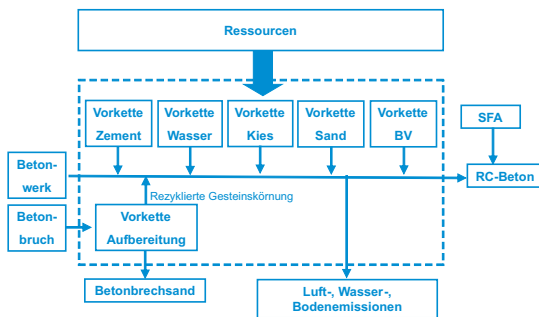 Ressourcen
Vorkette
Zement
Vorkette
Wasser
Vorkette
Kies
Vorkette
Sand
Vorkette
BV
SFA
Beton-
werk
RC-Beton
Rezyklierte Gesteinskörnung
Beton-
bruch
Vorkette
Aufbereitung
Betonbrechsand
Luft-, Wasser-,
Bodenemissionen